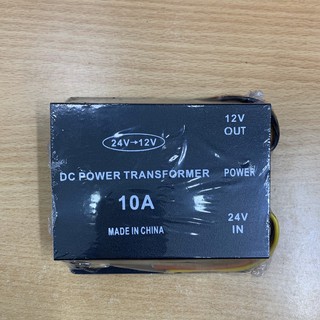 24V→12V
DC POWER TRANSFORMER
10A
MADE IN CHINA
12V
OUT
POWER
24V
IN